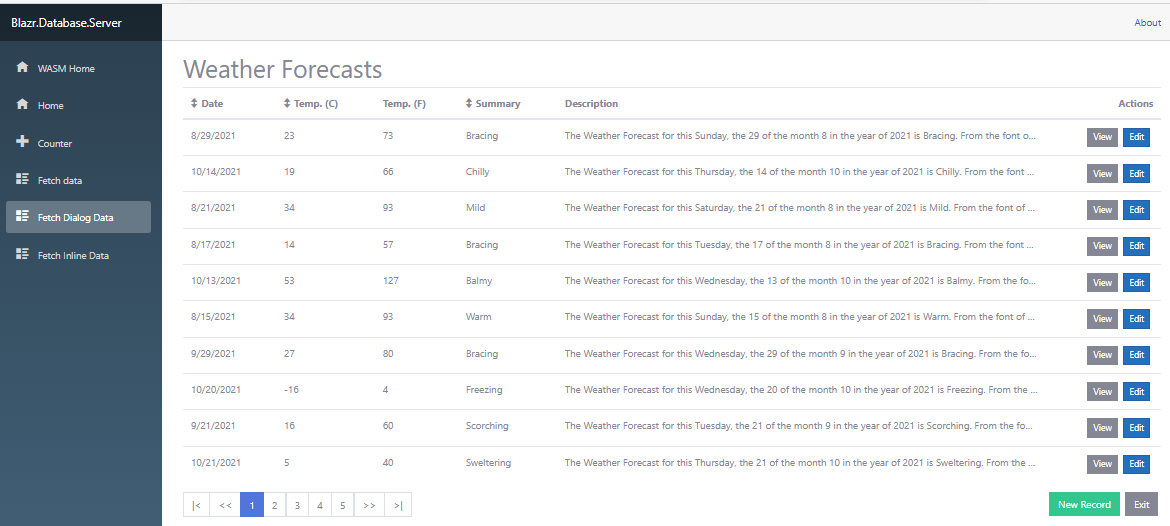 Blazr.Database.Server
About
WASM Home
Home
Counter
Fetch data
Fetch Dialog Data
Fetch Inline Data
Weather Forecasts
Date Temp. (C) Temp. (F) Summary Description Actions
8/29/2021 23 73 Bracing The Weather Forecast for this Sunday, the 29 of the month 8 in the year of 2021 is Bracing. From the font o... View Edit
10/14/2021 19 66 Chilly The Weather Forecast for this Thursday, the 14 of the month 10 in the year of 2021 is Chilly. From the font ... View Edit
8/21/2021 34 93 Mild The Weather Forecast for this Saturday, the 21 of the month 8 in the year of 2021 is Mild. From the font of ... View Edit
8/17/2021 14 57 Bracing The Weather Forecast for this Tuesday, the 17 of the month 8 in the year of 2021 is Bracing. From the font ... View Edit
10/13/2021 53 127 Balmy The Weather Forecast for this Wednesday, the 13 of the month 10 in the year of 2021 is Balmy. From the fo... View Edit
8/15/2021 34 93 Warm The Weather Forecast for this Sunday, the 15 of the month 8 in the year of 2021 is Warm. From the font of ... View Edit
9/29/2021 27 80 Bracing The Weather Forecast for this Wednesday, the 29 of the month 9 in the year of 2021 is Bracing. From the fo... View Edit
10/20/2021 -16 4 Freezing The Weather Forecast for this Wednesday, the 20 of the month 10 in the year of 2021 is Freezing. From the ... View Edit
9/21/2021 16 60 Scorching The Weather Forecast for this Tuesday, the 21 of the month 9 in the year of 2021 is Scorching. From the fo... View Edit
10/21/2021 5 40 Sweltering The Weather Forecast for this Thursday, the 21 of the month 10 in the year of 2021 is Sweltering. From the ... View Edit
|< << 1 2 3 4 5 >> >| New Record Exit